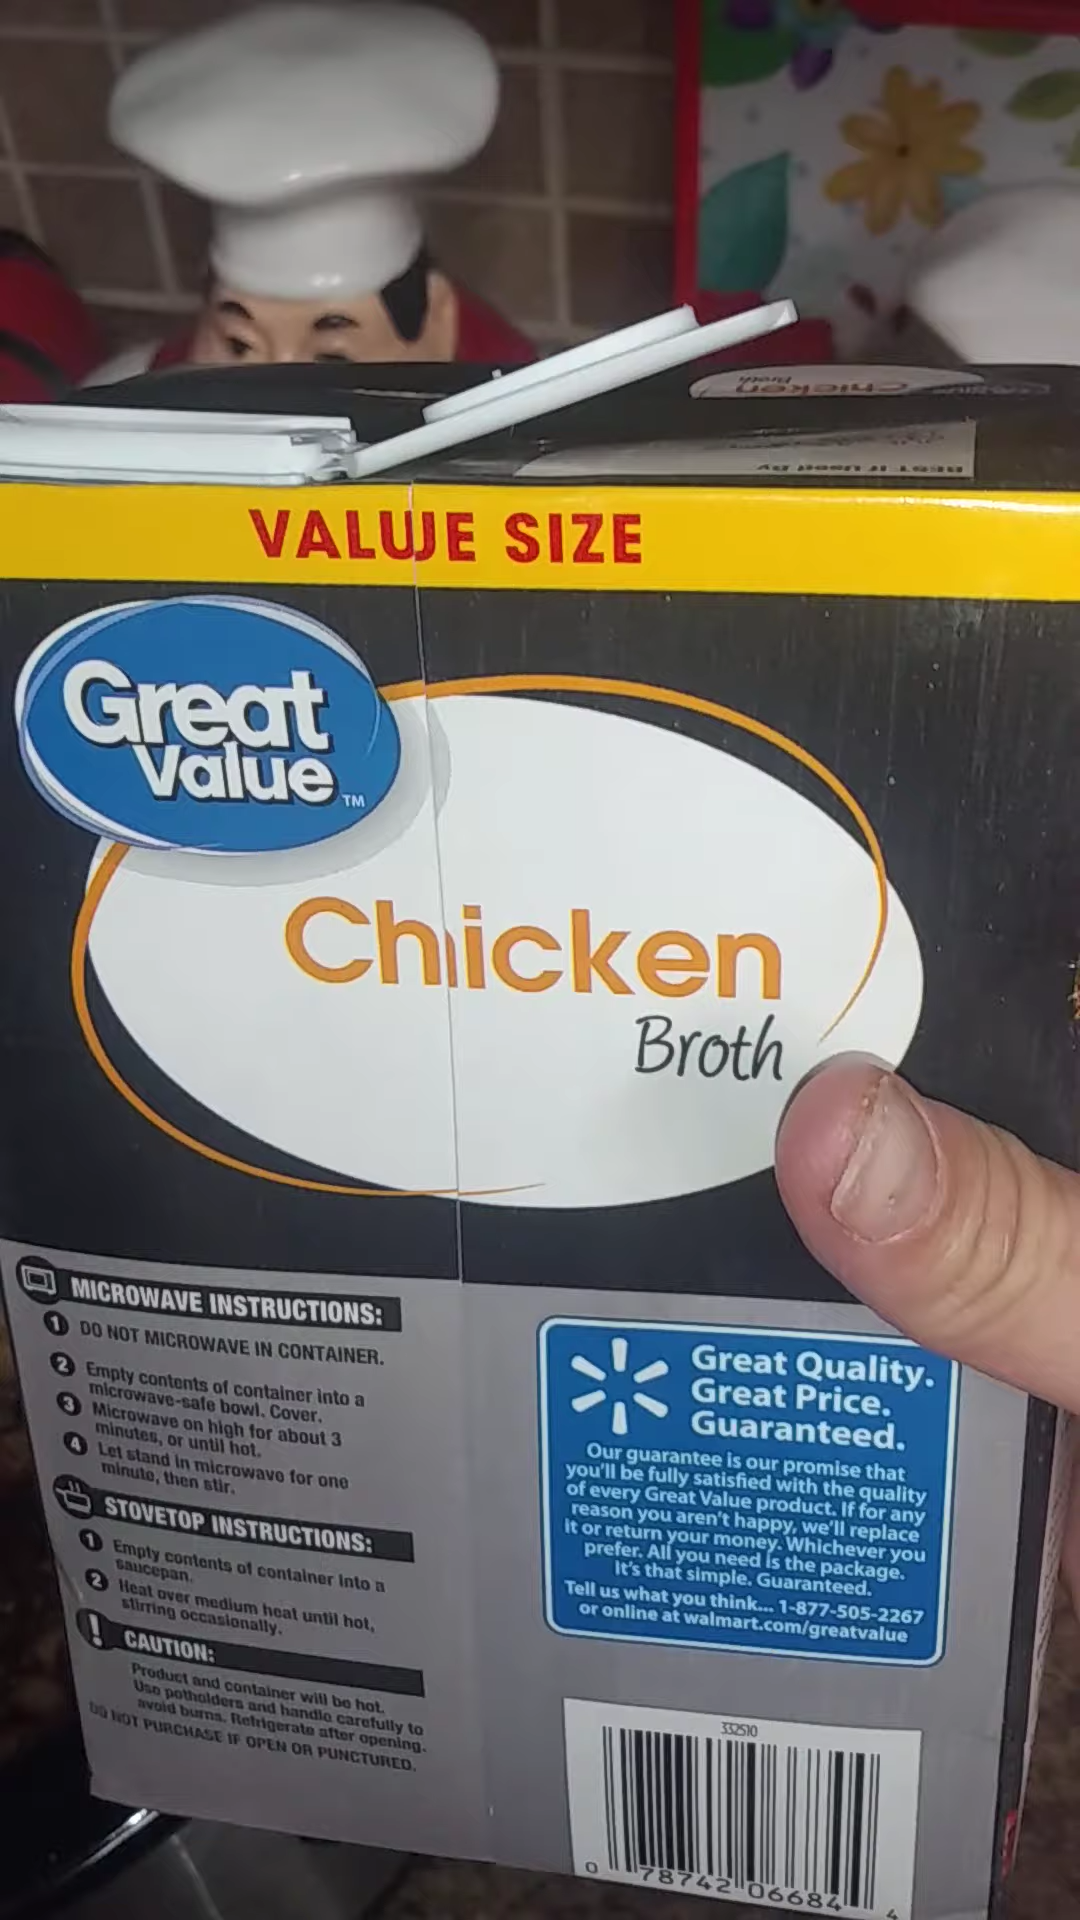 Chicken
Broth
BEST IF USED BY
VALUE SIZE
Great
Value™
Chicken
Broth
MICROWAVE INSTRUCTIONS:
1 DO NOT MICROWAVE IN CONTAINER.
2 Empty contents of container into a
microwave-safe bowl. Cover.
3 Microwave on high for about 3
minutes, or until hot.
4 Let stand in microwave for one
minute, then stir.
STOVETOP INSTRUCTIONS:
1 Empty contents of container into a
saucepan.
2 Heat over medium heat until hot,
stirring occasionally.
! CAUTION:
Product and container will be hot.
Use potholders and handle carefully to
avoid burns. Refrigerate after opening.
DO NOT PURCHASE IF OPEN OR PUNCTURED.
Great Quality.
Great Price.
Guaranteed.
Our guarantee is our promise that
you'll be fully satisfied with the quality
of every Great Value product. If for any
reason you aren't happy, we'll replace
it or return your money. Whichever you
prefer. All you need is the package.
It's that simple. Guaranteed.
Tell us what you think... 1-877-505-2267
or online at walmart.com/greatvalue
332510
0 78742 06684 4